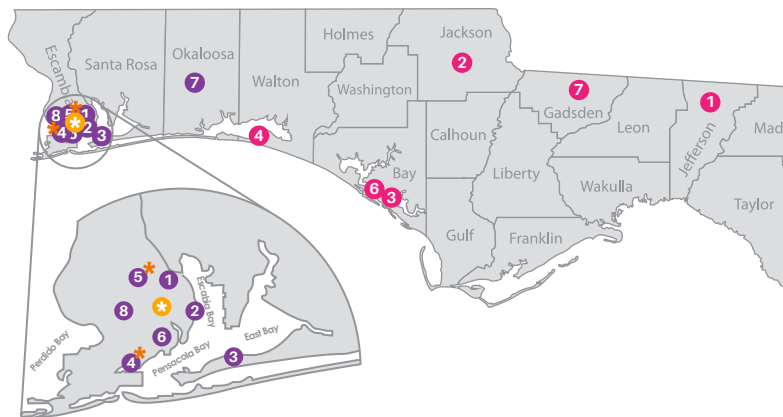 Holmes
Jackson
Escambia
Santa Rosa
Okaloosa
7
Walton
Washington
2
7
Gadsden
1
Jefferson
Mad
8
5
1
*
*
*
4
2
3
4
Calhoun
Leon
Bay
6
3
Liberty
Wakulla
Taylor
Gulf
Franklin
5
*
1
8
*
2
Escabia Bay
6
Perdido Bay
4
*
Pensacola Bay
East Bay
3